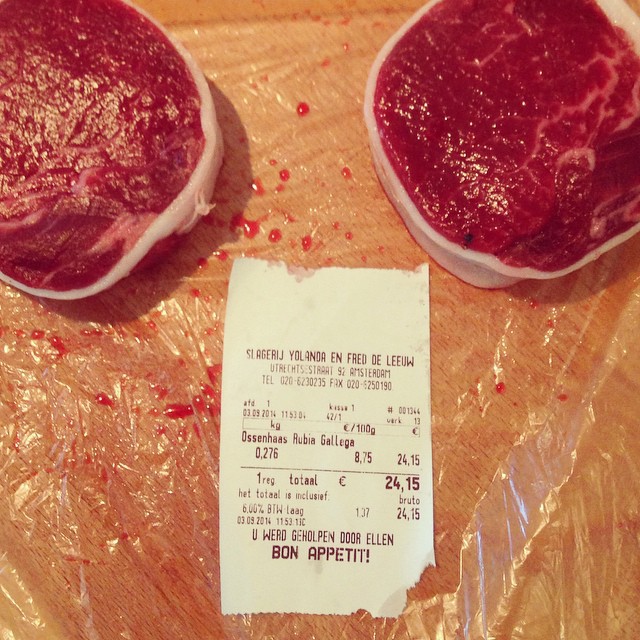 SLAGERIJ YOLANDA EN FRED DE LEEUW
UTRECHTSESTRAAT 92 AMSTERDAM
TEL 020-6230235 FAX 020-6250190
afd. 1 kassa 1 # 001344
03.09.2014 11:53:04 42/1 verk. 13
kg €/100g €
Ossenhaas Rubia Gallega
0,276 8,75 24,15
1reg totaal € 24,15
het totaal is inclusief: bruto
6,00% BTW laag 1,37 24,15
03.09.2014 11:53:13C
U WERD GEHOLPEN DOOR ELLEN
BON APPETIT!